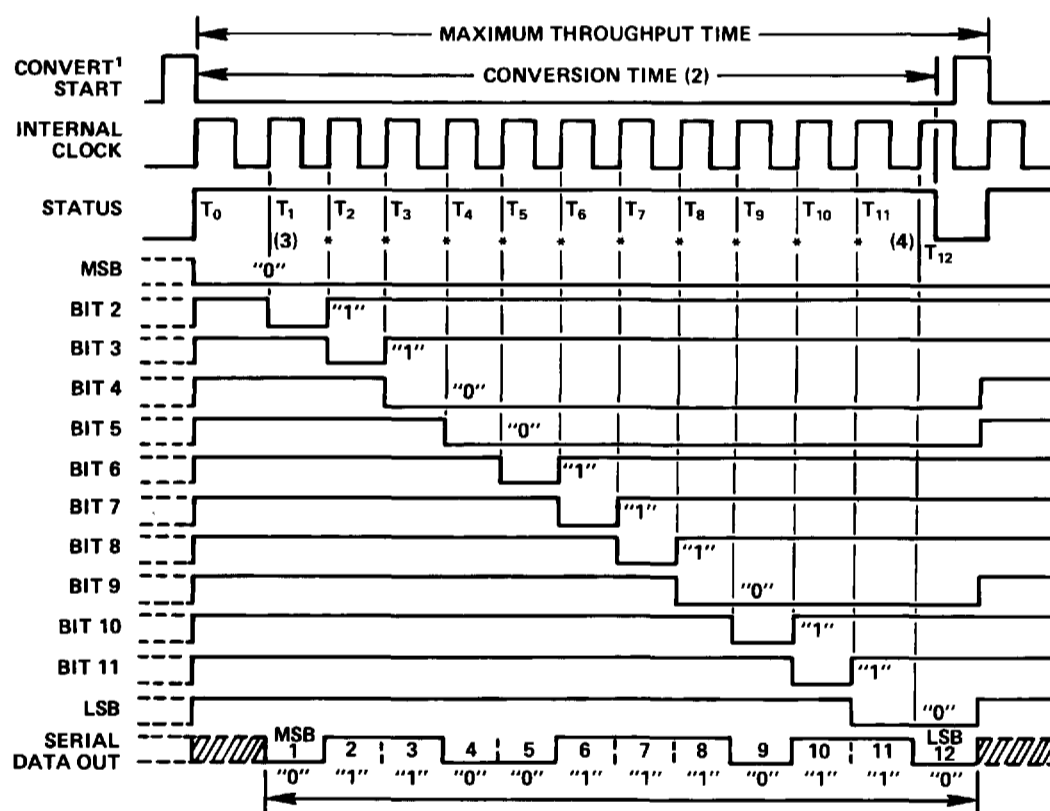 MAXIMUM THROUGHPUT TIME
CONVERT¹ START
CONVERSION TIME (2)
INTERNAL CLOCK
STATUS
T₀ T₁ T₂ T₃ T₄ T₅ T₆ T₇ T₈ T₉ T₁₀ T₁₁
(3) * * * * * * * * * * (4) T₁₂
MSB "0"
BIT 2 "1"
BIT 3 "1"
BIT 4 "0"
BIT 5 "0"
BIT 6 "1"
BIT 7 "1"
BIT 8 "1"
BIT 9 "0"
BIT 10 "1"
BIT 11 "1"
LSB "0"
SERIAL DATA OUT
MSB LSB
1 2 3 4 5 6 7 8 9 10 11 12
"0" "1" "1" "0" "0" "1" "1" "1" "0" "1" "1" "0"